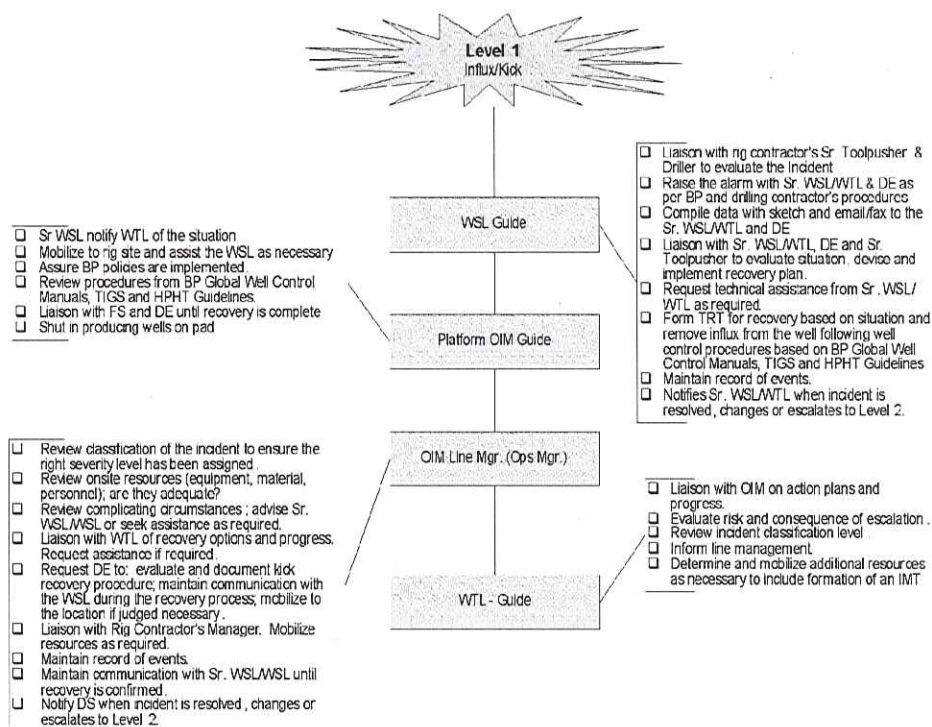 Level 1
Influx/Kick
WSL Guide
❑ Liaison with rig contractor's Sr. Toolpusher &
Driller to evaluate the Incident
❑ Raise the alarm with Sr. WSL/WTL & DE as
per BP and drilling contractor's procedures
❑ Compile data with sketch and email/fax to the
Sr. WSL/WTL and DE
❑ Liaison with Sr. WSL/WTL, DE and Sr.
Toolpusher to evaluate situation, devise and
implement recovery plan.
❑ Request technical assistance from Sr. WSL/
WTL as required.
❑ Form TRT for recovery based on situation and
remove influx from the well following well
control procedures based on BP Global Well
Control Manuals, TIGS and HPHT Guidelines
❑ Maintain record of events.
❑ Notifies Sr. WSL/WTL when incident is
resolved, changes or escalates to Level 2.
❑ Sr WSL notify WTL of the situation
❑ Mobilize to rig site and assist the WSL as necessary
❑ Assure BP policies are implemented.
❑ Review procedures from BP Global Well Control
Manuals, TIGS and HPHT Guidelines.
❑ Liaison with FS and DE until recovery is complete
❑ Shut in producing wells on pad
Platform OIM Guide
OIM Line Mgr. (Ops Mgr.)
❑ Review classification of the incident to ensure the
right severity level has been assigned.
❑ Review onsite resources (equipment, material,
personnel); are they adequate?
❑ Review complicating circumstances; advise Sr.
WSL/WSL or seek assistance as required.
❑ Liaison with WTL of recovery options and progress.
Request assistance if required.
❑ Request DE to: evaluate and document kick
recovery procedure; maintain communication with
the WSL during the recovery process; mobilize to
the location if judged necessary.
❑ Liaison with Rig Contractor's Manager. Mobilize
resources as required.
❑ Maintain record of events.
❑ Maintain communication with Sr. WSL/WSL until
recovery is confirmed.
❑ Notify DS when incident is resolved, changes or
escalates to Level 2.
❑ Liaison with OIM on action plans and
progress.
❑ Evaluate risk and consequence of escalation.
❑ Review incident classification level.
❑ Inform line management.
❑ Determine and mobilize additional resources
as necessary to include formation of an IMT
WTL - Guide